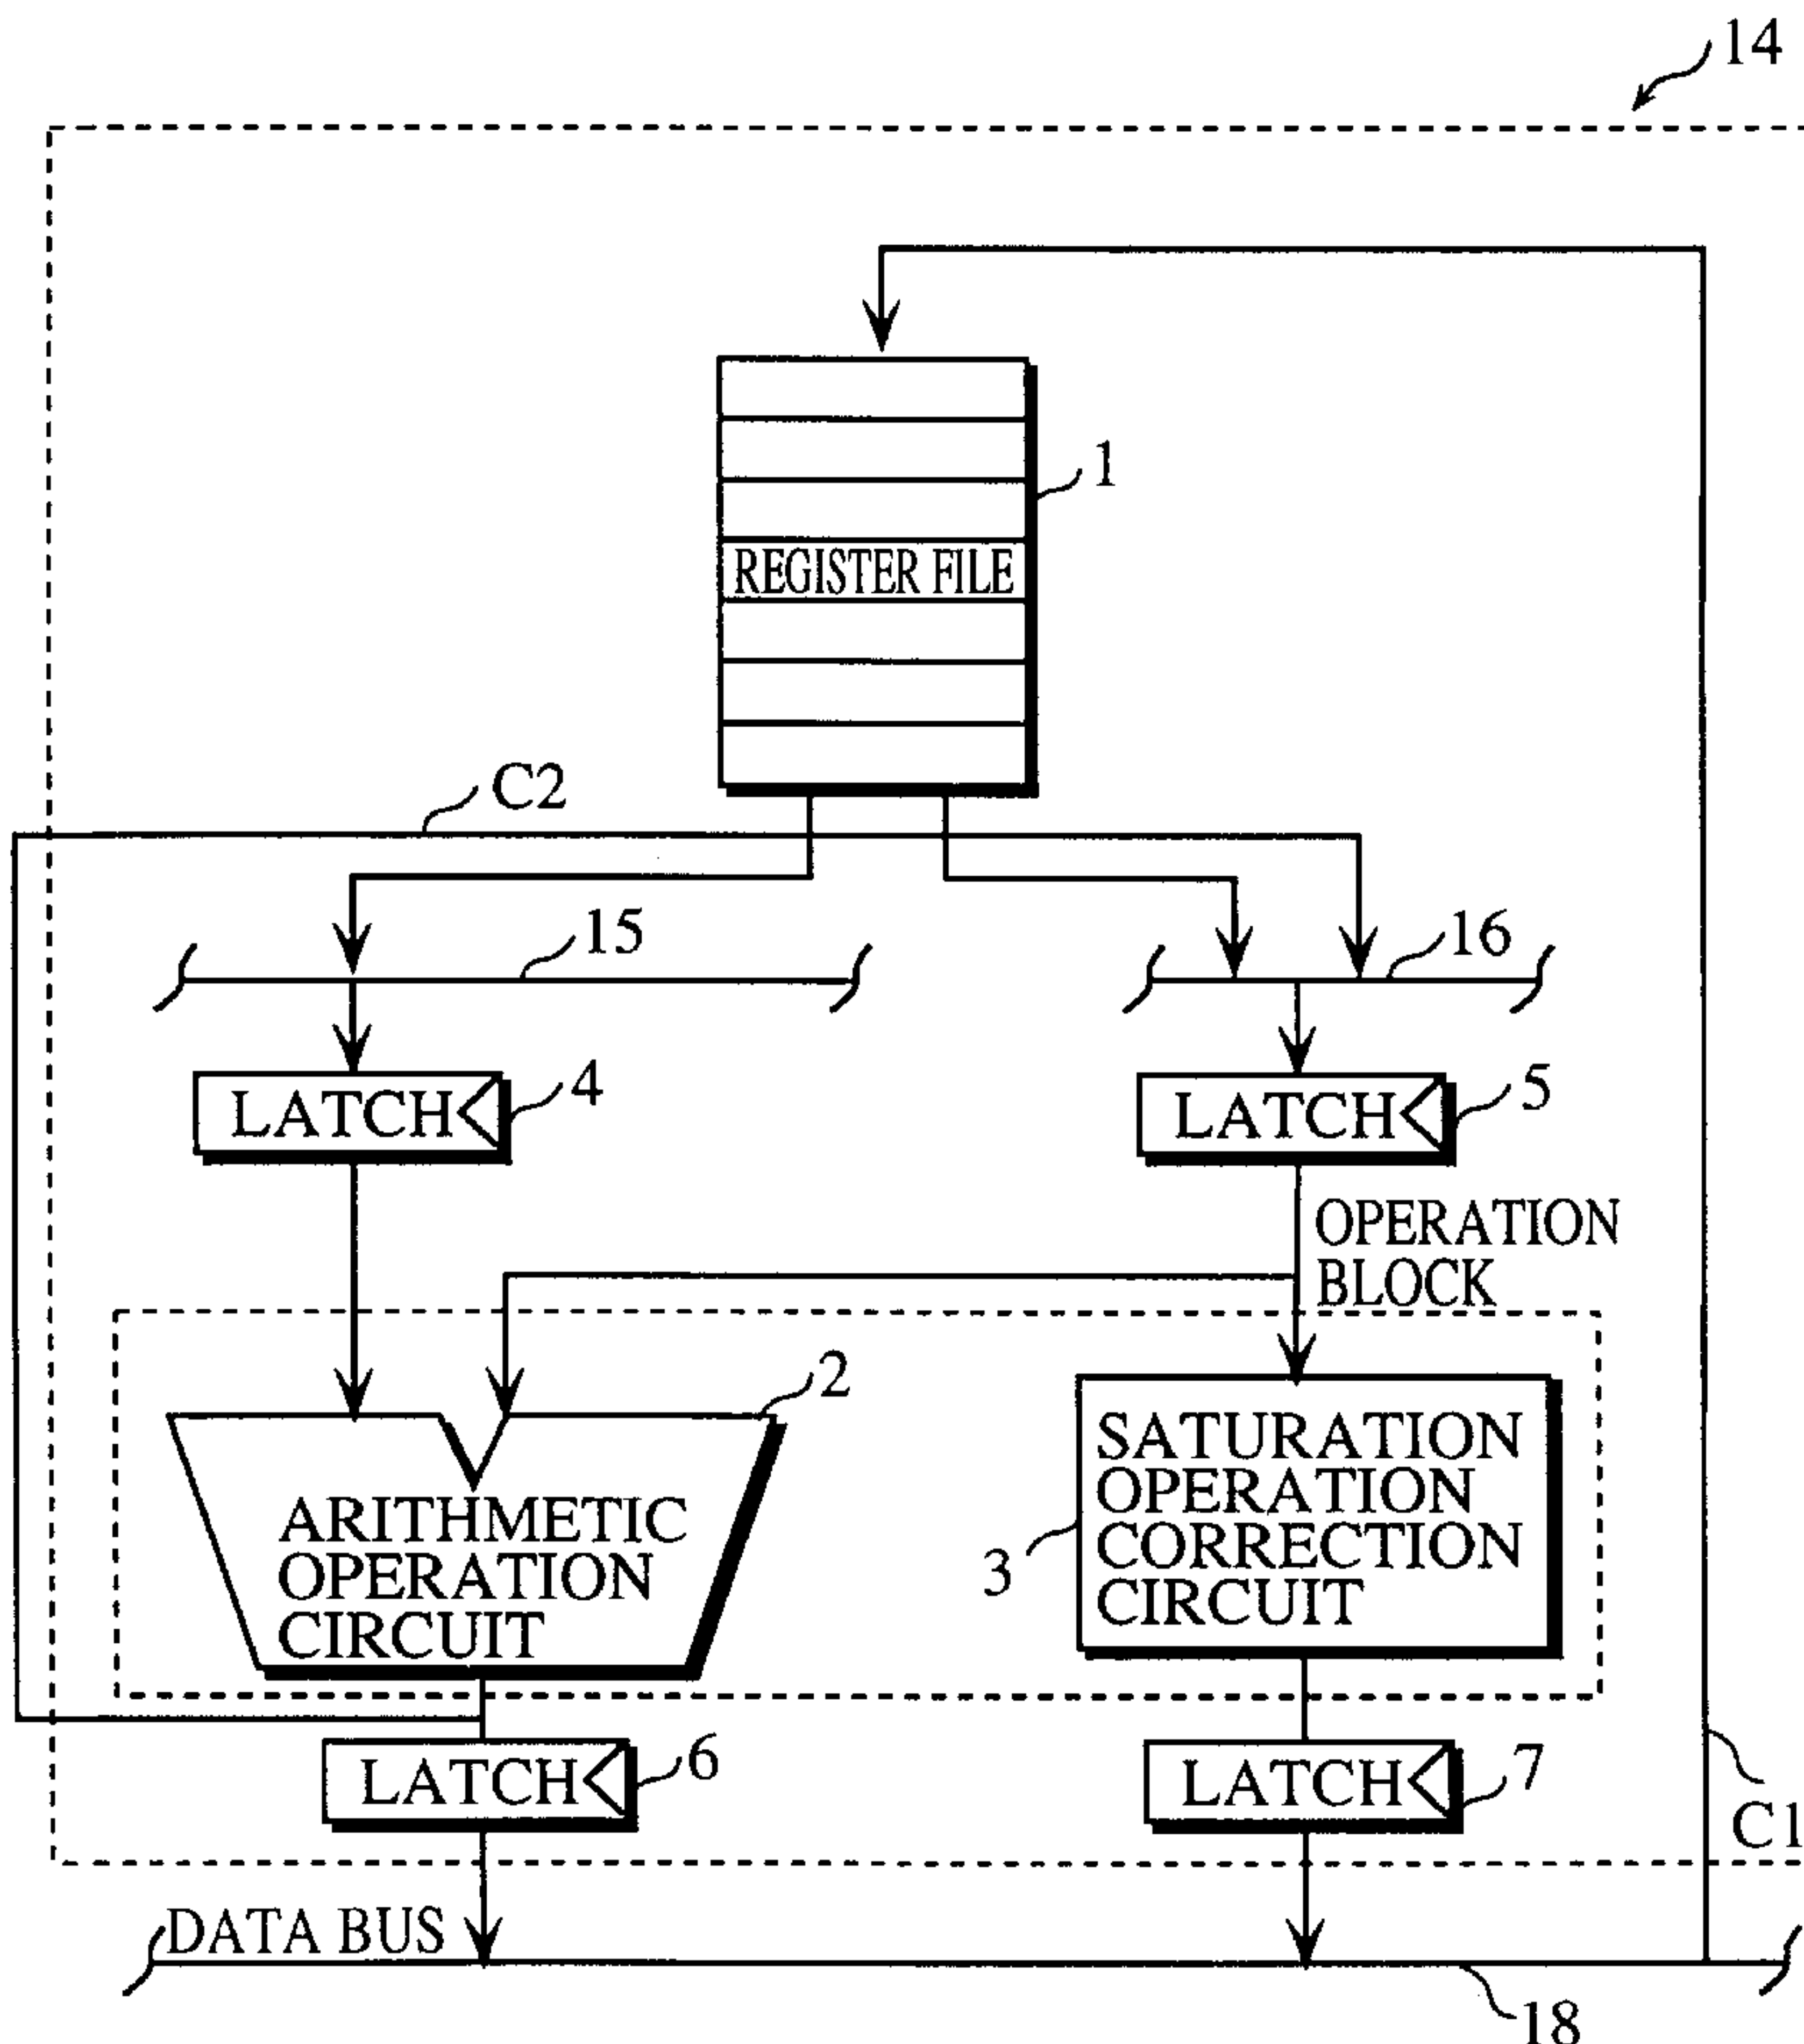 14
1
REGISTER FILE
C2
15
16
LATCH
4
LATCH
5
OPERATION
BLOCK
2
SATURATION
OPERATION
CORRECTION
CIRCUIT
3
ARITHMETIC
OPERATION
CIRCUIT
LATCH
6
LATCH
7
C1
DATA BUS
18